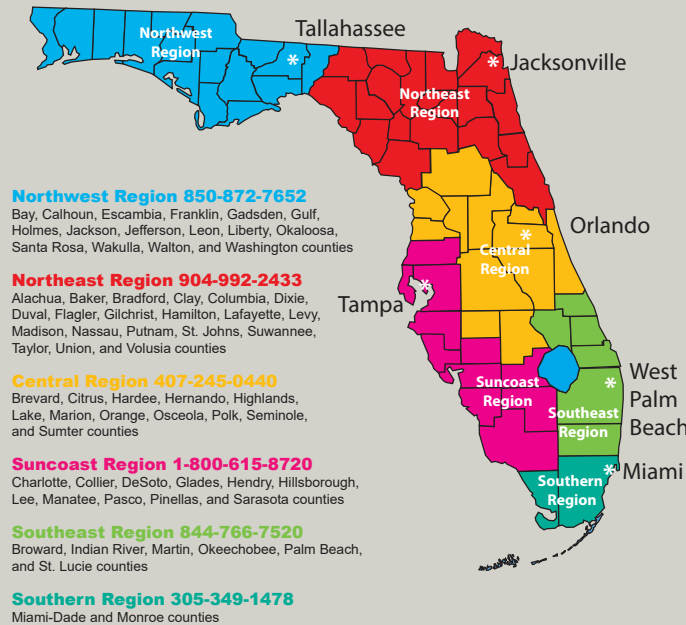 Tallahassee
Northwest
Region
*
*
Jacksonville
Northeast
Region
Northwest Region 850-872-7652
Bay, Calhoun, Escambia, Franklin, Gadsden, Gulf,
Holmes, Jackson, Jefferson, Leon, Liberty, Okaloosa,
Santa Rosa, Wakulla, Walton, and Washington counties
Orlando
*
Central
Region
Northeast Region 904-992-2433
Alachua, Baker, Bradford, Clay, Columbia, Dixie,
Duval, Flagler, Gilchrist, Hamilton, Lafayette, Levy,
Madison, Nassau, Putnam, St. Johns, Suwannee,
Taylor, Union, and Volusia counties
Tampa
*
Central Region 407-245-0440
Brevard, Citrus, Hardee, Hernando, Highlands,
Lake, Marion, Orange, Osceola, Polk, Seminole,
and Sumter counties
Suncoast
Region
West
Palm
Beach
*
Southeast
Region
Suncoast Region 1-800-615-8720
Charlotte, Collier, DeSoto, Glades, Hendry, Hillsborough,
Lee, Manatee, Pasco, Pinellas, and Sarasota counties
*
Miami
Southern
Region
Southeast Region 844-766-7520
Broward, Indian River, Martin, Okeechobee, Palm Beach,
and St. Lucie counties
Southern Region 305-349-1478
Miami-Dade and Monroe counties